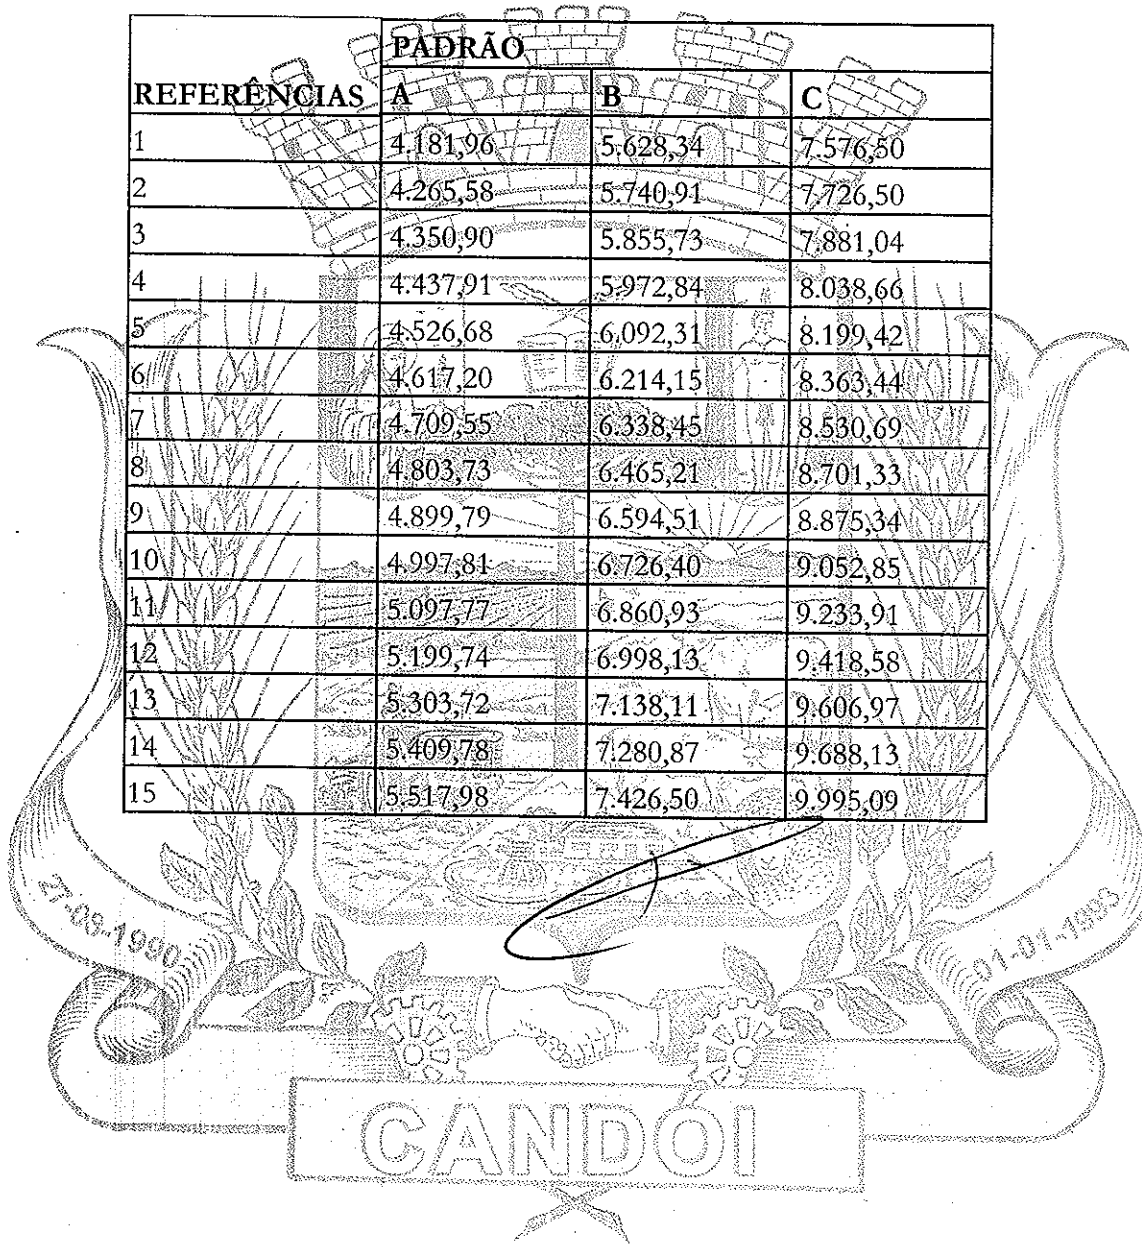 PADRÃO
REFERÊNCIAS A B C
1 4.181,96 5.628,34 7.576,50
2 4.265,58 5.740,91 7.726,50
3 4.350,90 5.855,73 7.881,04
4 4.437,91 5.972,84 8.038,66
5 4.526,68 6.092,31 8.199,42
6 4.617,20 6.214,15 8.363,44
7 4.709,55 6.338,45 8.530,69
8 4.803,73 6.465,21 8.701,33
9 4.899,79 6.594,51 8.875,34
10 4.997,81 6.726,40 9.052,85
11 5.097,77 6.860,93 9.233,91
12 5.199,74 6.998,13 9.418,58
13 5.303,72 7.138,11 9.606,97
14 5.409,78 7.280,87 9.688,13
15 5.517,98 7.426,50 9.995,09
27-08-1990 01-01-1993
CANDÓI